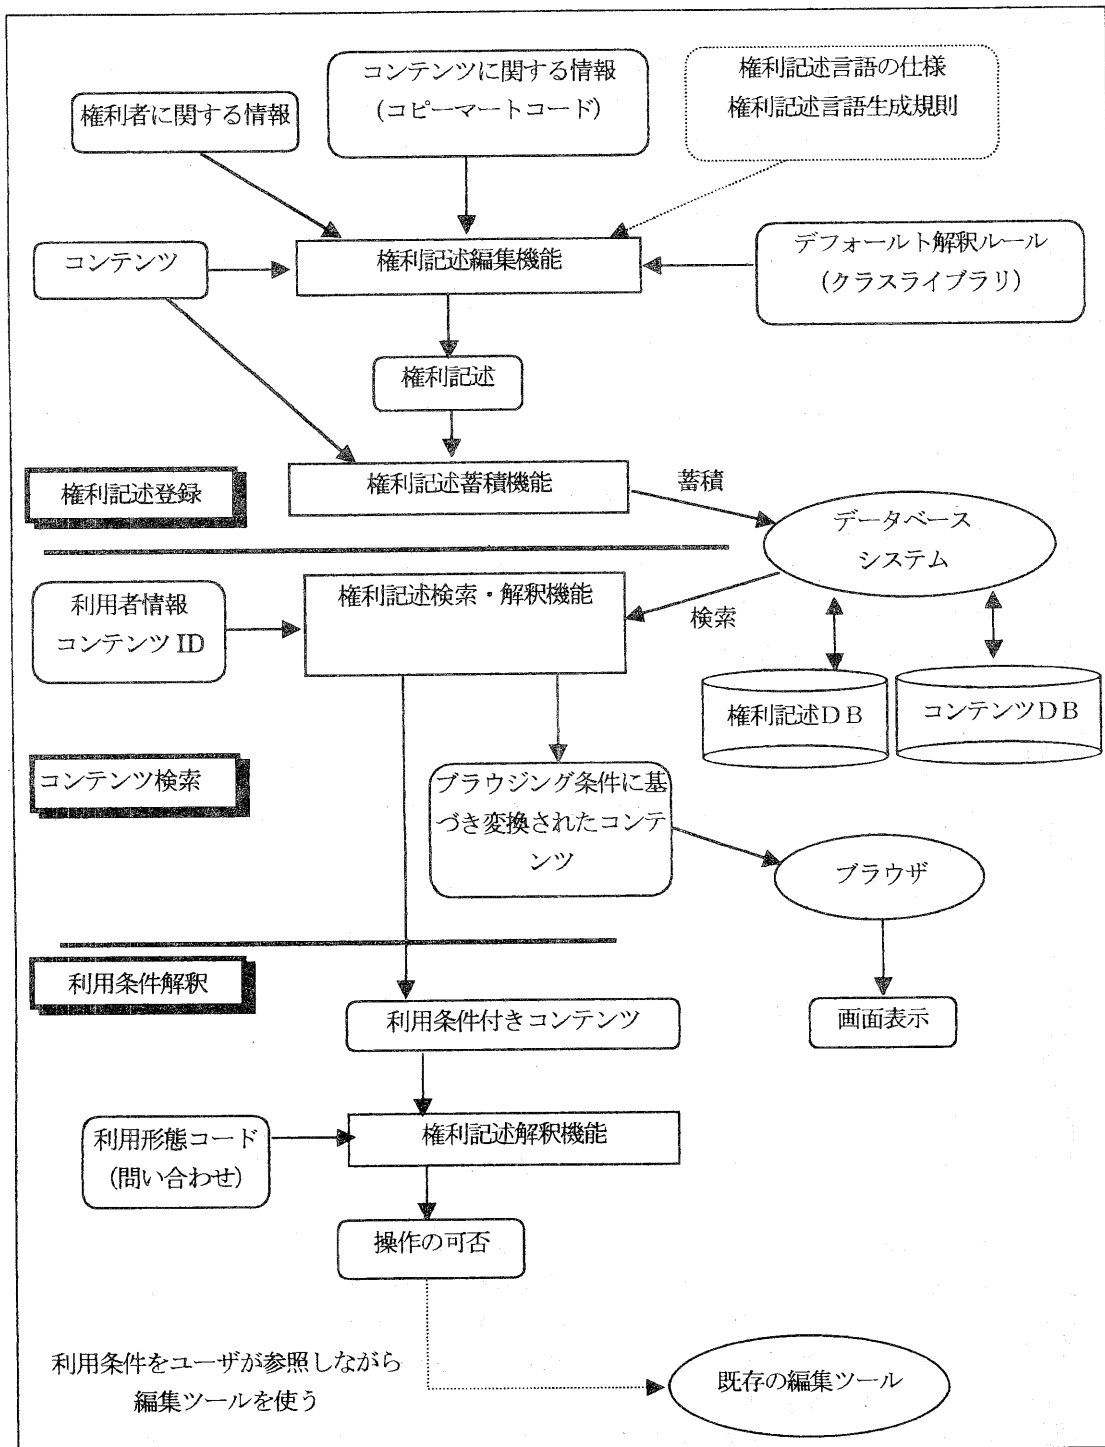 権利者に関する情報
コンテンツに関する情報
(コピーマートコード)
権利記述言語の仕様
権利記述言語生成規則
コンテンツ
権利記述編集機能
デフォールト解釈ルール
(クラスライブラリ)
権利記述
権利記述登録
権利記述蓄積機能
蓄積
データベース
システム
利用者情報
コンテンツ ID
権利記述検索・解釈機能
検索
権利記述DB
コンテンツDB
コンテンツ検索
ブラウジング条件に基
づき変換されたコンテ
ンツ
ブラウザ
利用条件解釈
利用条件付きコンテンツ
画面表示
利用形態コード
(問い合わせ)
権利記述解釈機能
操作の可否
利用条件をユーザが参照しながら
編集ツールを使う
既存の編集ツール